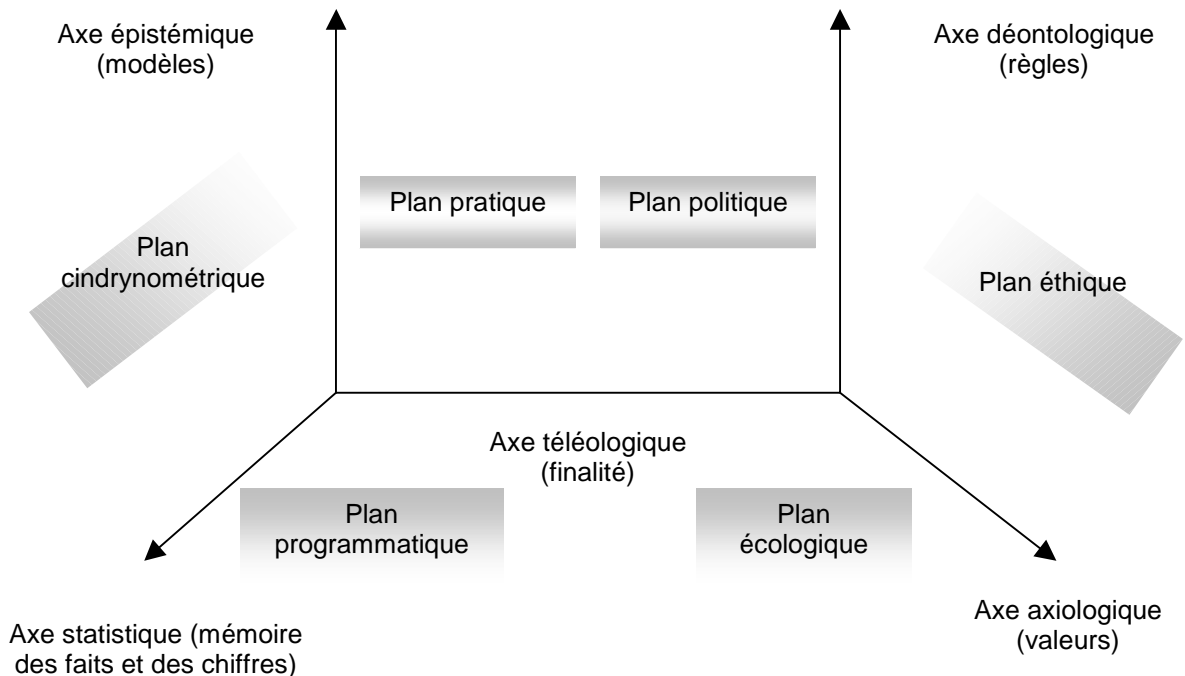 Axe épistémique
(modèles)
Axe déontologique
(règles)
Plan pratique
Plan politique
Plan
cindrynométrique
Plan éthique
Axe téléologique
(finalité)
Plan
programmatique
Plan
écologique
Axe statistique (mémoire
des faits et des chiffres)
Axe axiologique
(valeurs)